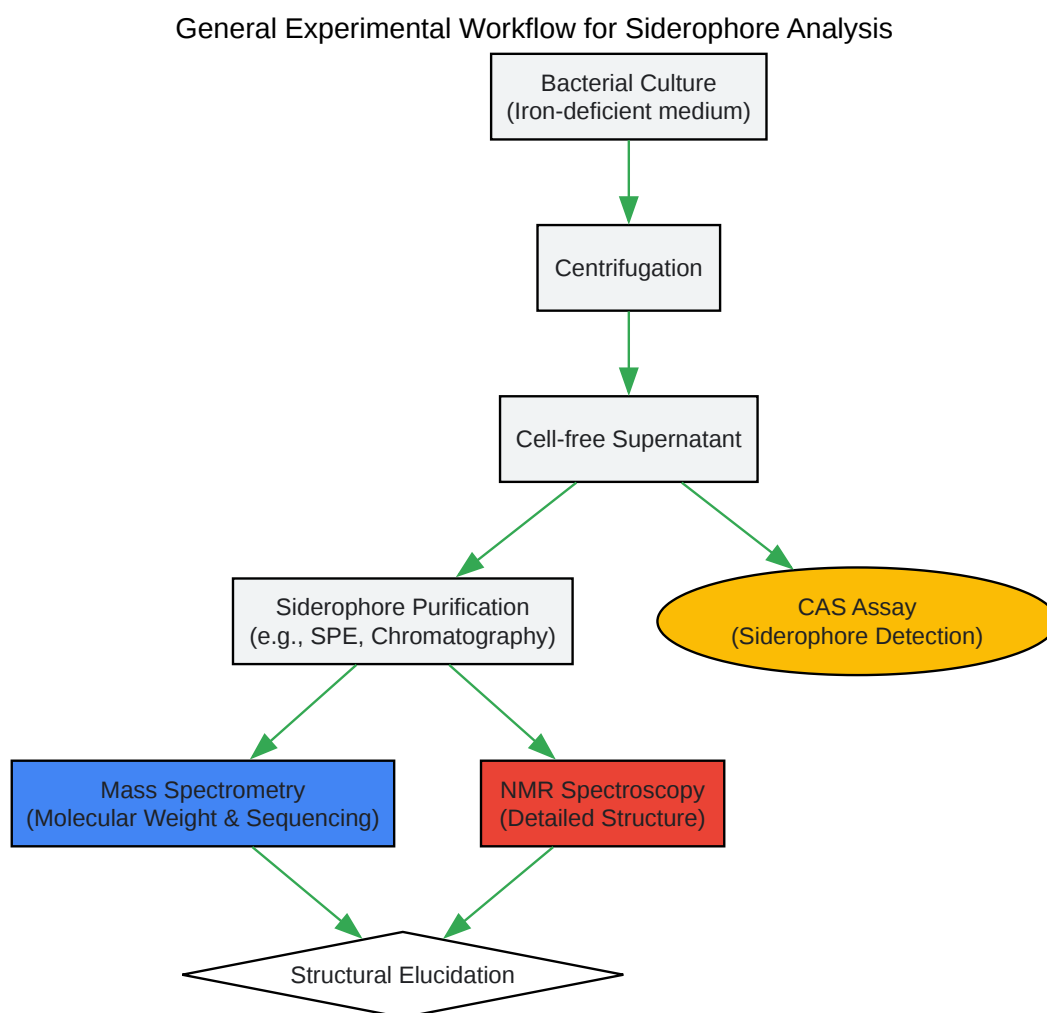 General Experimental Workflow for Siderophore Analysis
Bacterial Culture
(Iron-deficient medium)
Centrifugation
Cell-free Supernatant
Siderophore Purification
(e.g., SPE, Chromatography)
CAS Assay
(Siderophore Detection)
Mass Spectrometry
(Molecular Weight & Sequencing)
NMR Spectroscopy
(Detailed Structure)
Structural Elucidation